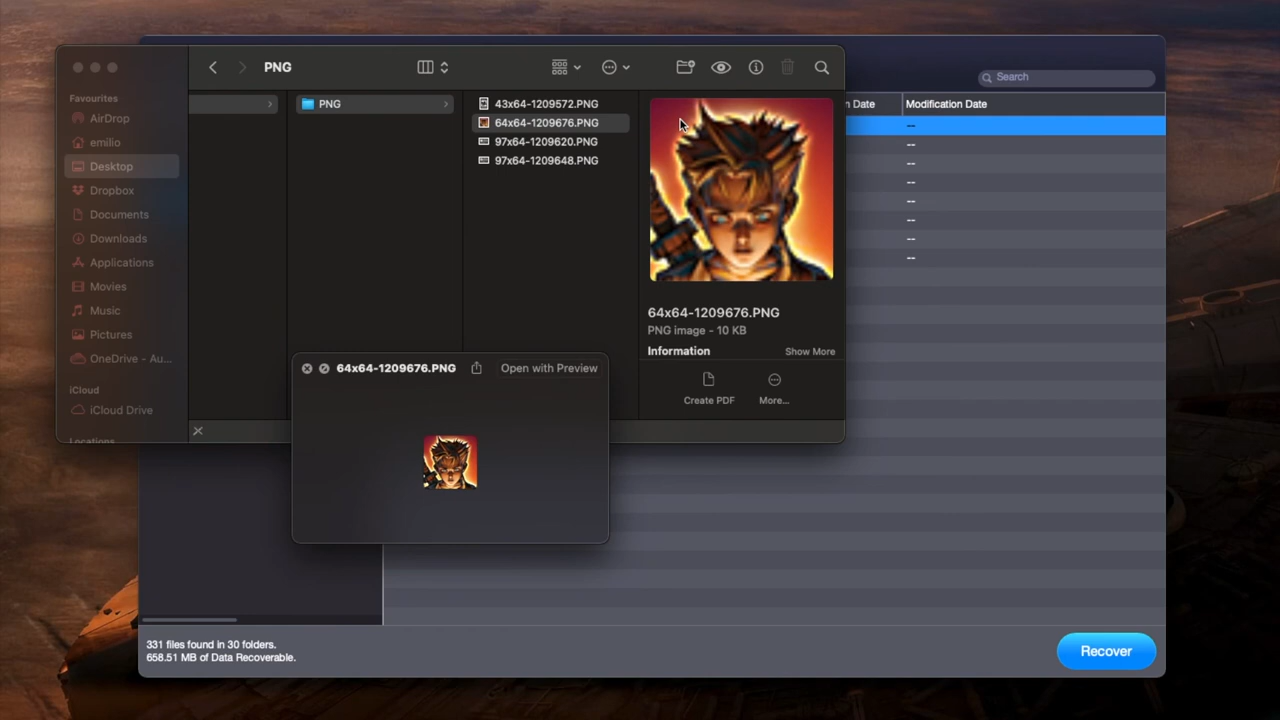 PNG
Search
Favourites
AirDrop
emilio
Desktop
Dropbox
Documents
Downloads
Applications
Movies
Music
Pictures
OneDrive - Au...
iCloud
iCloud Drive
Locations
PNG
43x64-1209572.PNG
64x64-1209676.PNG
97x64-1209620.PNG
97x64-1209648.PNG
64x64-1209676.PNG
PNG image - 10 KB
Information Show More
Create PDF More...
n Date Modification Date
--
--
--
--
--
--
--
--
64x64-1209676.PNG Open with Preview
331 files found in 30 folders.
658.51 MB of Data Recoverable.
Recover